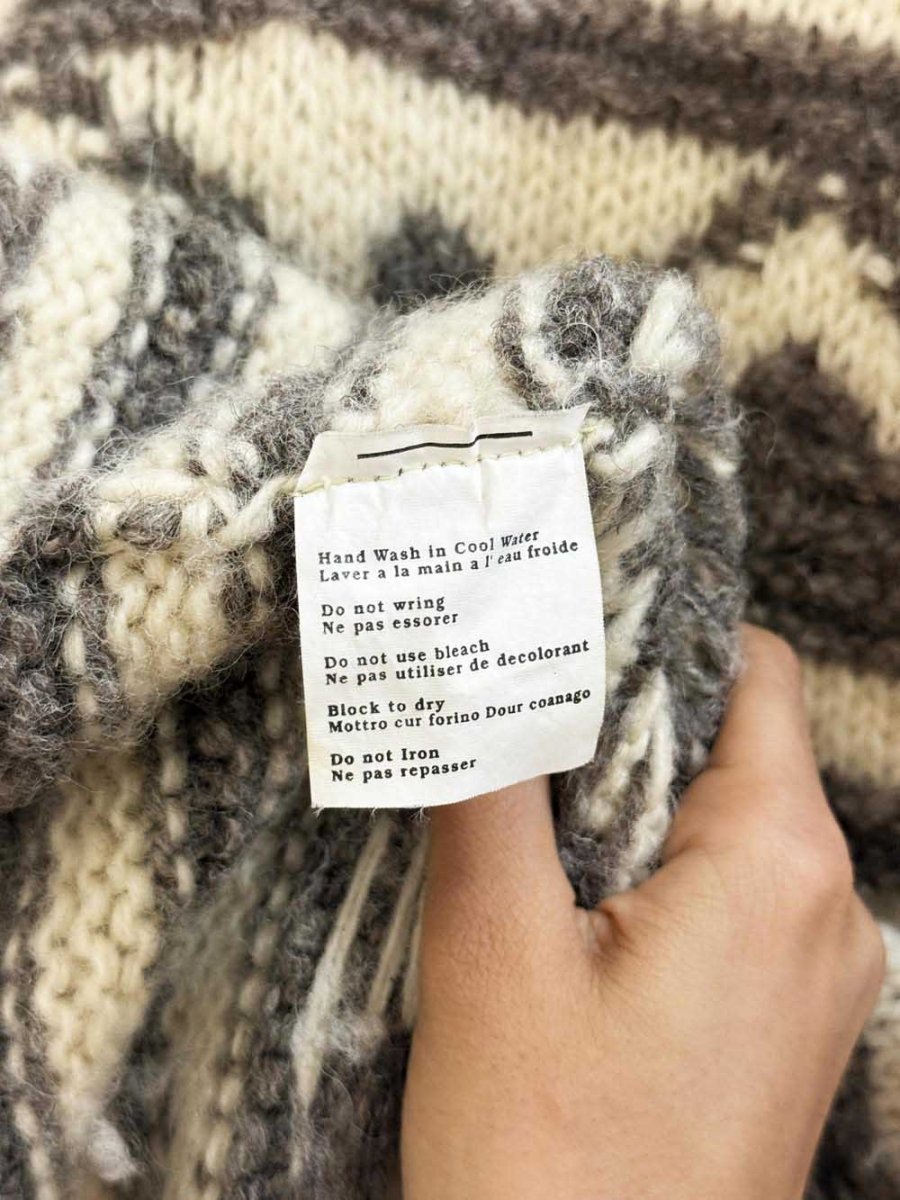 Hand Wash in Cool Water
Laver a la main a l'eau froide
Do not wring
Ne pas essorer
Do not use bleach
Ne pas utiliser de decolorant
Block to dry
Mottro cur forino Dour coanago
Do not Iron
Ne pas repasser